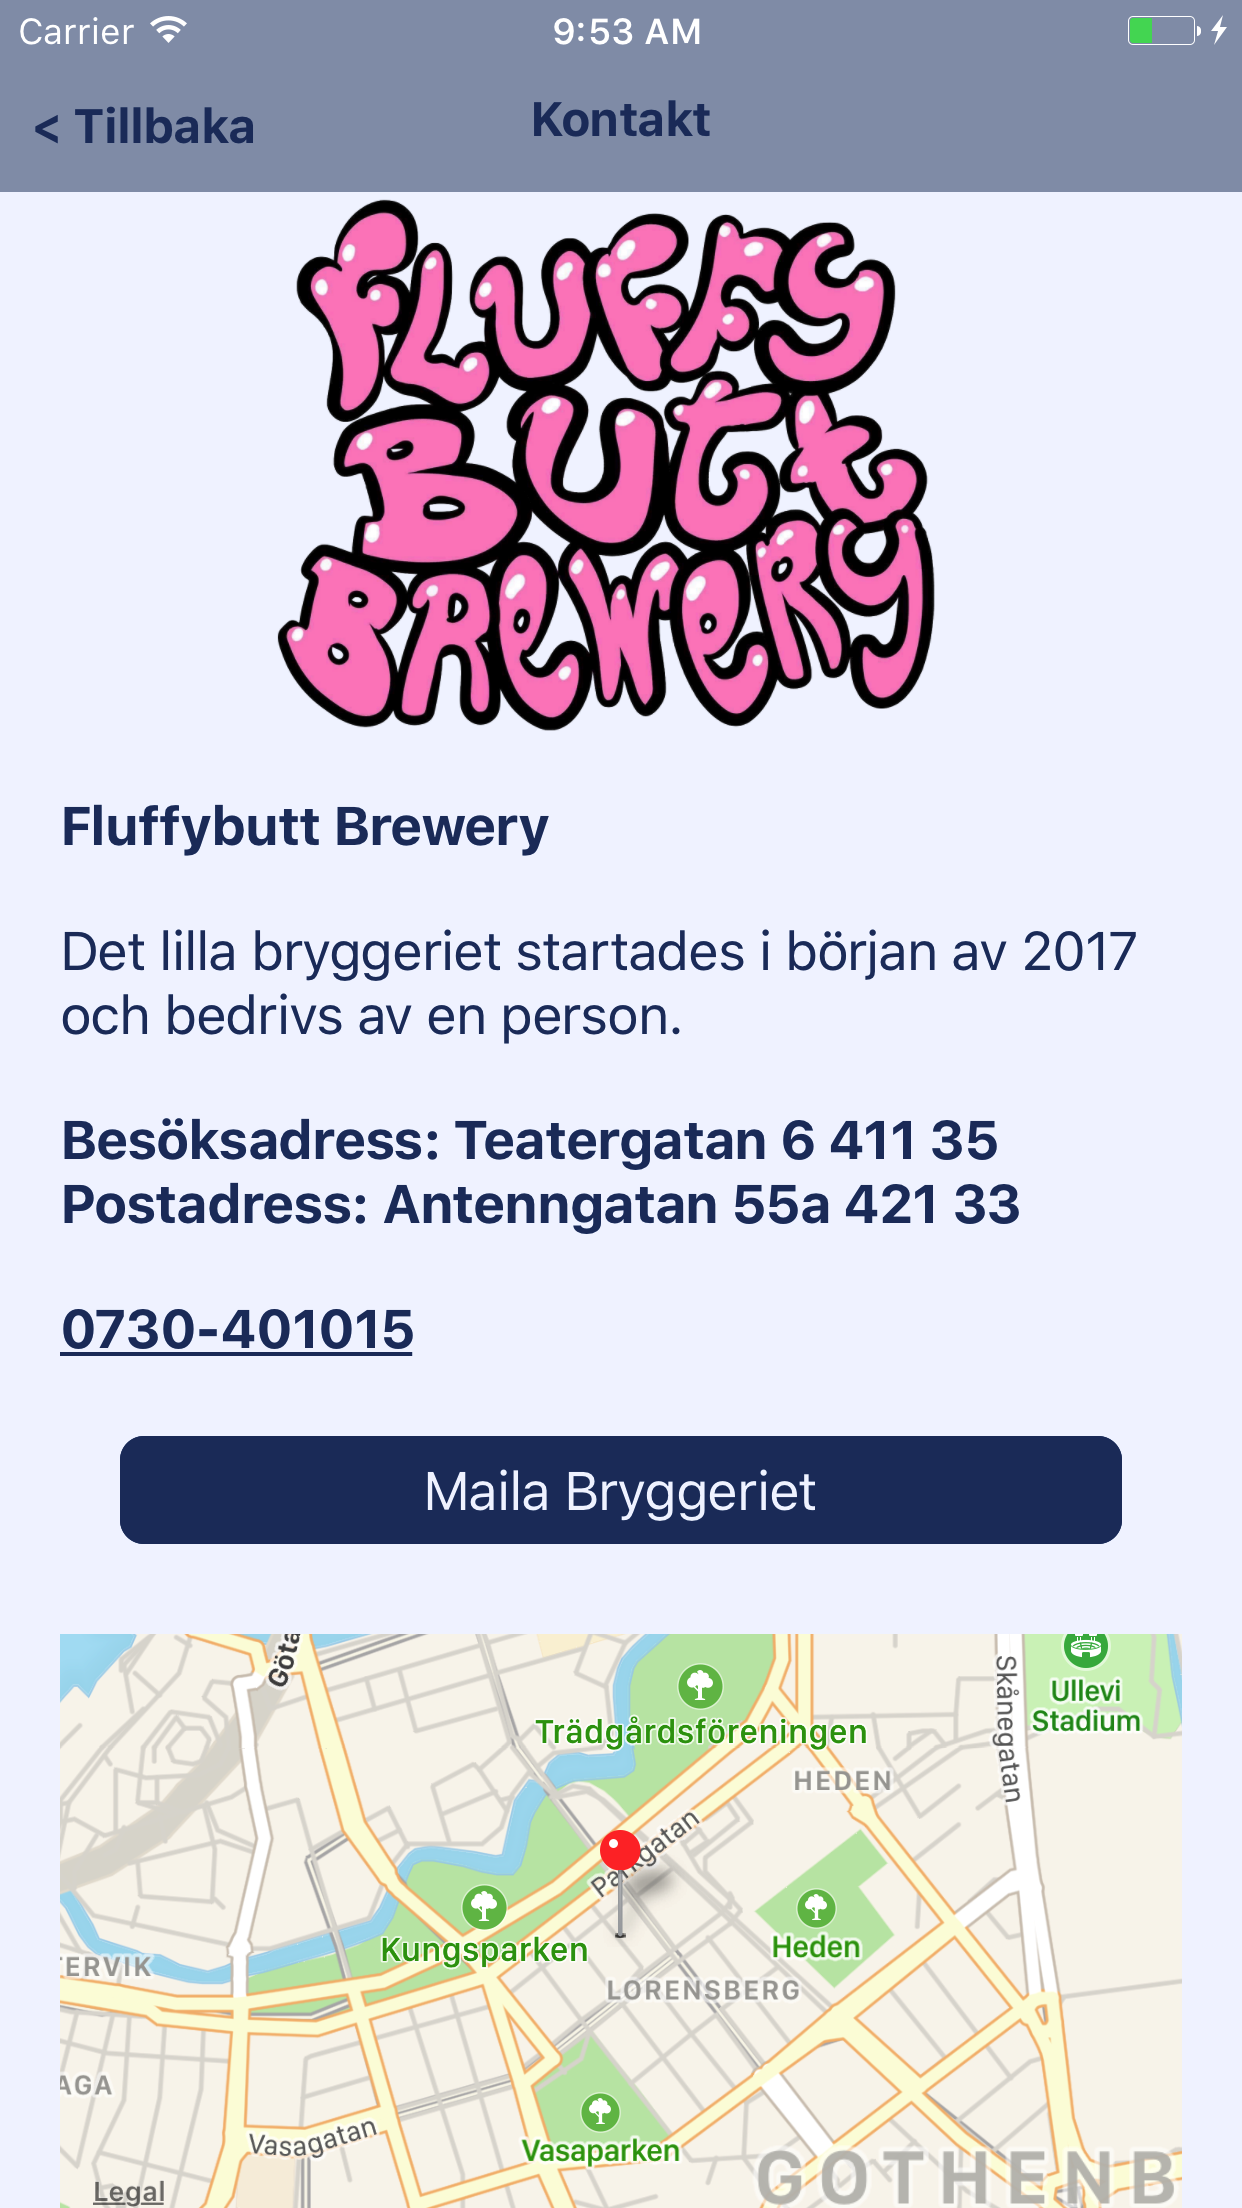 Carrier 9:53 AM
< Tillbaka Kontakt
FLUFFY
BUTT
BREWERY
Fluffybutt Brewery
Det lilla bryggeriet startades i början av 2017
och bedrivs av en person.
Besöksadress: Teatergatan 6 411 35
Postadress: Antenngatan 55a 421 33
0730-401015
Maila Bryggeriet
Göta
Skånegatan
Ullevi
Stadium
Trädgårdsföreningen
HEDEN
Parkgatan
Kungsparken
Heden
TERVIK
LORENSBERG
AGA
Vasagatan
Vasaparken
GOTHENB
Legal